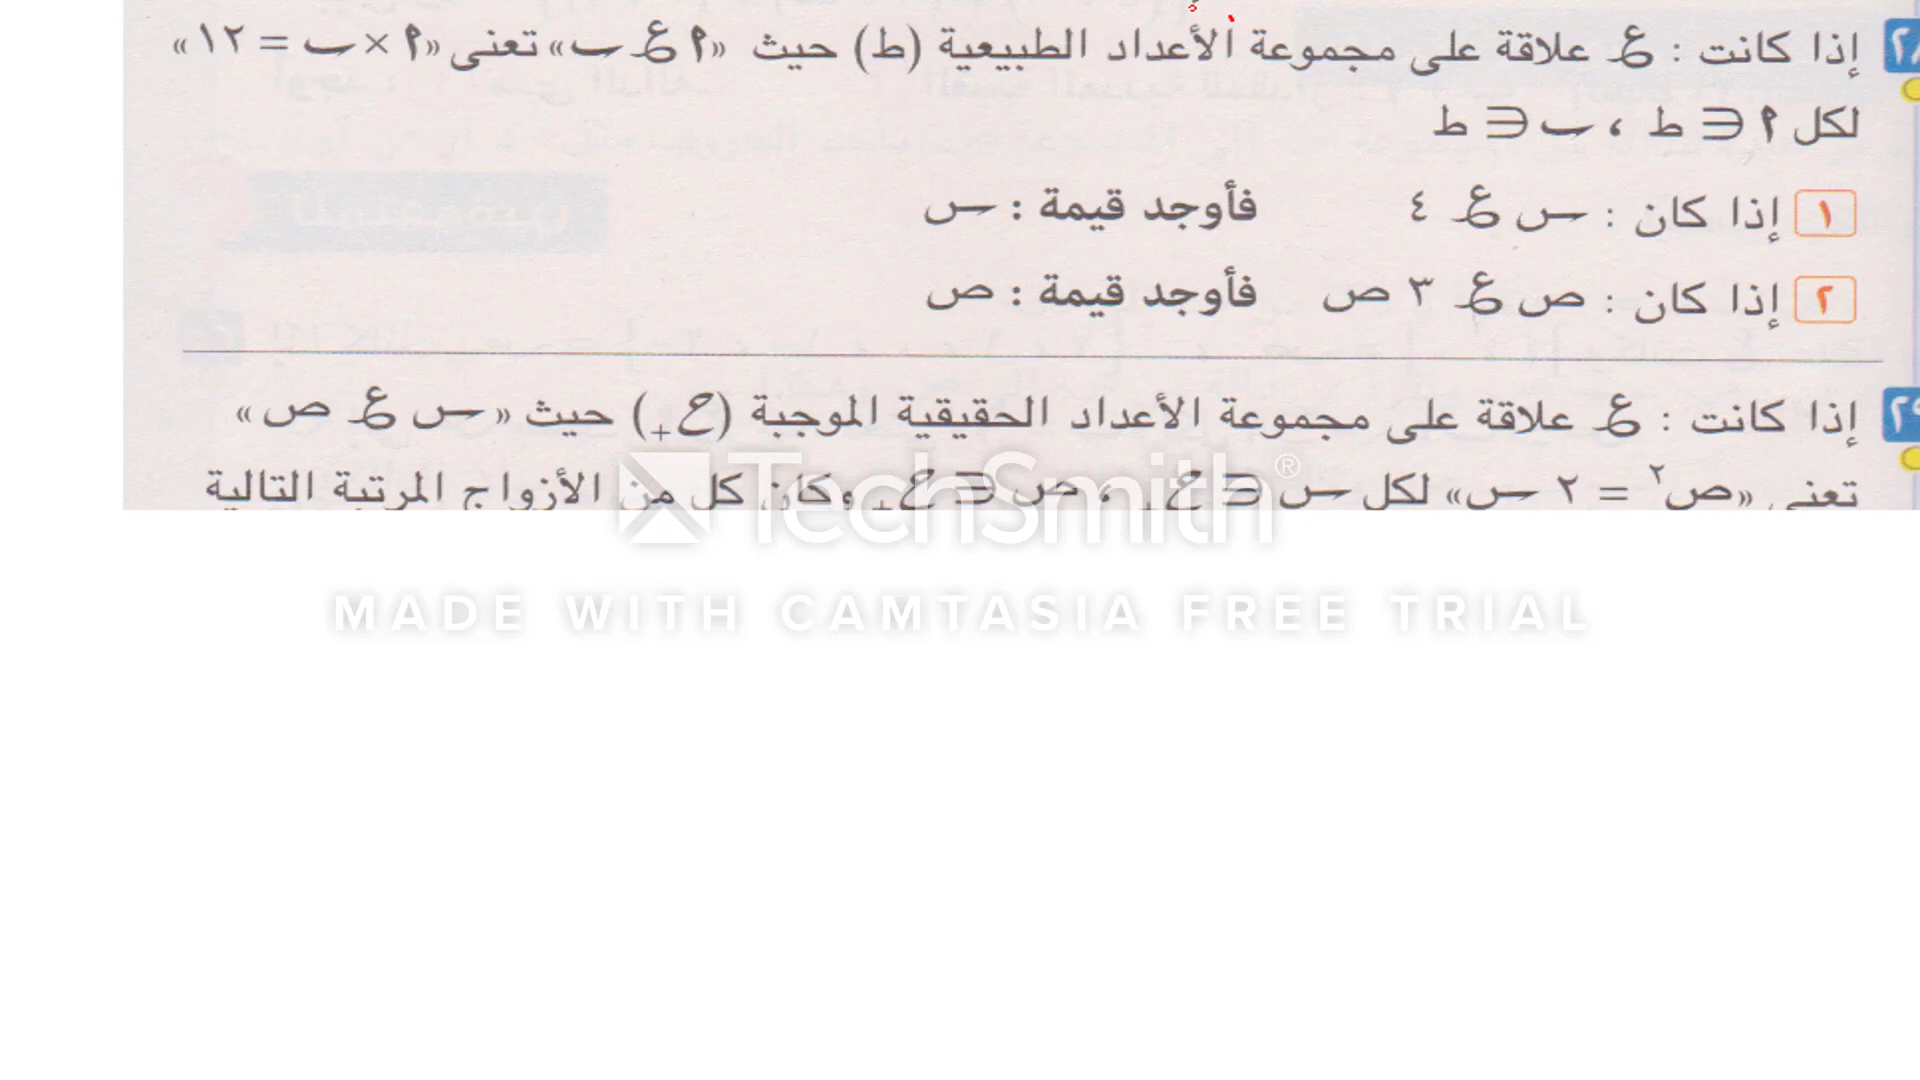 ٢٨ إذا كانت : ع علاقة على مجموعة الأعداد الطبيعية (ط) حيث «أ ع ب» تعنى «أ × ب = ١٢»
لكل أ ∈ ط ، ب ∈ ط
١ إذا كان : س ع ٤ فأوجد قيمة : س
٢ إذا كان : ص ع ٣ ص فأوجد قيمة : ص
٢٩ إذا كانت : ع علاقة على مجموعة الأعداد الحقيقية الموجبة (ح+) حيث «س ع ص»
تعنى «ص٢ = ٢ س» لكل س ∈ ح+ ، ص ∈ ح+ وكان كل من الأزواج المرتبة التالية
TechSmith®
MADE WITH CAMTASIA FREE TRIAL